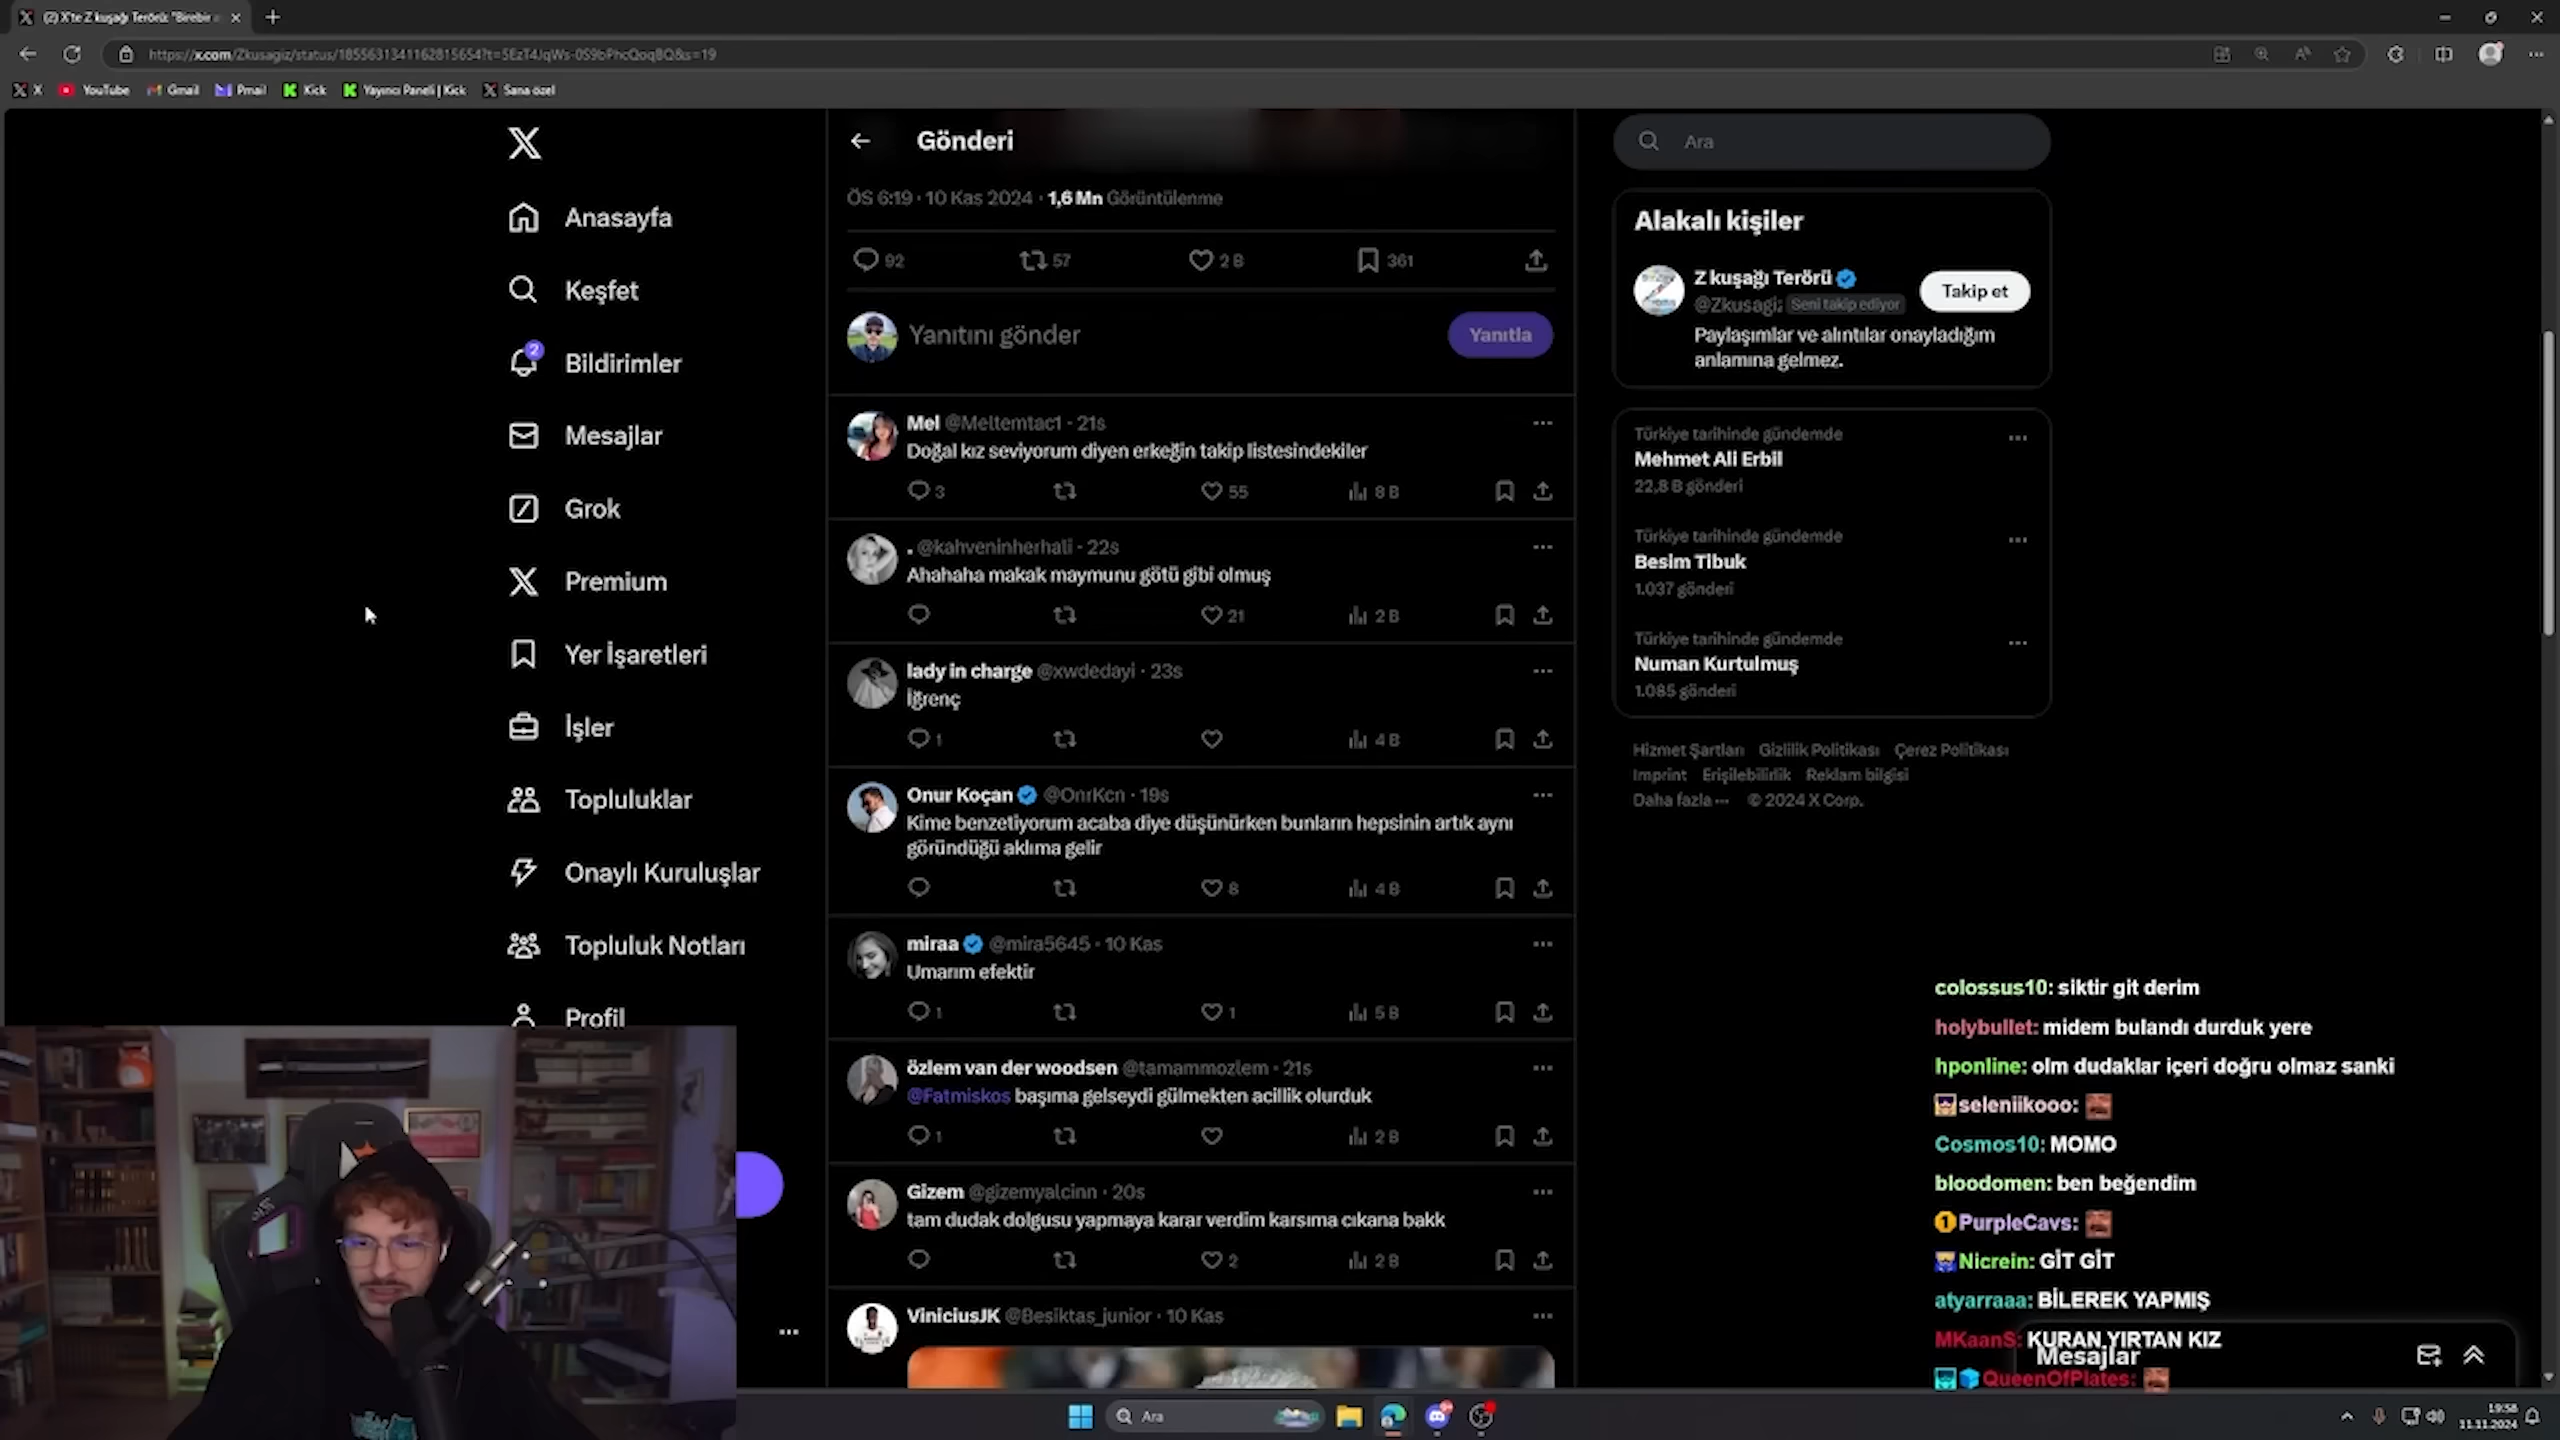 (2) X'te Z kuşağı Terörü: "Birebir
https://x.com/Zkusagiz/status/1855631341162815654?t=5EzT4JqWs-0S9bPhcQoqBQ&s=19
X
YouTube
Gmail
Pmail
Kick
Yayıncı Paneli | Kick
Sana özel
Anasayfa
Keşfet
2
Bildirimler
Mesajlar
Grok
Premium
Yer İşaretleri
İşler
Topluluklar
Onaylı Kuruluşlar
Topluluk Notları
Profil
Gönderi
ÖS 6:19 · 10 Kas 2024 · 1,6 Mn Görüntülenme
92 57 2 B 361
Yanıtını gönder
Yanıtla
Mel @Meltemtac1 · 21s
Doğal kız seviyorum diyen erkeğin takip listesindekiler
3 55 8 B
. @kahveninherhali · 22s
Ahahaha makak maymunu götü gibi olmuş
21 2 B
lady in charge @xwdedayi · 23s
İğrenç
1 4 B
Onur Koçan @OnrKcn · 19s
Kime benzetiyorum acaba diye düşünürken bunların hepsinin artık aynı
göründüğü aklıma gelir
8 4 B
miraa @mira5645 · 10 Kas
Umarım efektir
1 1 5 B
özlem van der woodsen @tamammozlem · 21s
@Fatmiskos başıma gelseydi gülmekten acillik olurduk
1 2 B
Gizem @gizemyalcinn · 20s
tam dudak dolgusu yapmaya karar verdim karsıma cıkana bakk
2 2 B
ViniciusJK @Besiktas_junior · 10 Kas
Ara
Alakalı kişiler
Z kuşağı Terörü
@Zkusagi; Seni takip ediyor
Takip et
Paylaşımlar ve alıntılar onayladığım
anlamına gelmez.
Türkiye tarihinde gündemde
Mehmet Ali Erbil
22,8 B gönderi
Türkiye tarihinde gündemde
Besim Tibuk
1.037 gönderi
Türkiye tarihinde gündemde
Numan Kurtulmuş
1.085 gönderi
Hizmet Şartları Gizlilik Politikası Çerez Politikası
Imprint Erişilebilirlik Reklam bilgisi
Daha fazla ··· © 2024 X Corp.
colossus10: siktir git derim
holybullet: midem bulandı durduk yere
hponline: olm dudaklar içeri doğru olmaz sanki
seleniikooo:
Cosmos10: MOMO
bloodomen: ben beğendim
1 PurpleCavs:
Nicrein: GİT GİT
atyarraaa: BİLEREK YAPMIŞ
MKaanS: KURAN YIRTAN KIZ
Mesajlar
QueenOfPlates:
Ara
19:58
11.11.2024